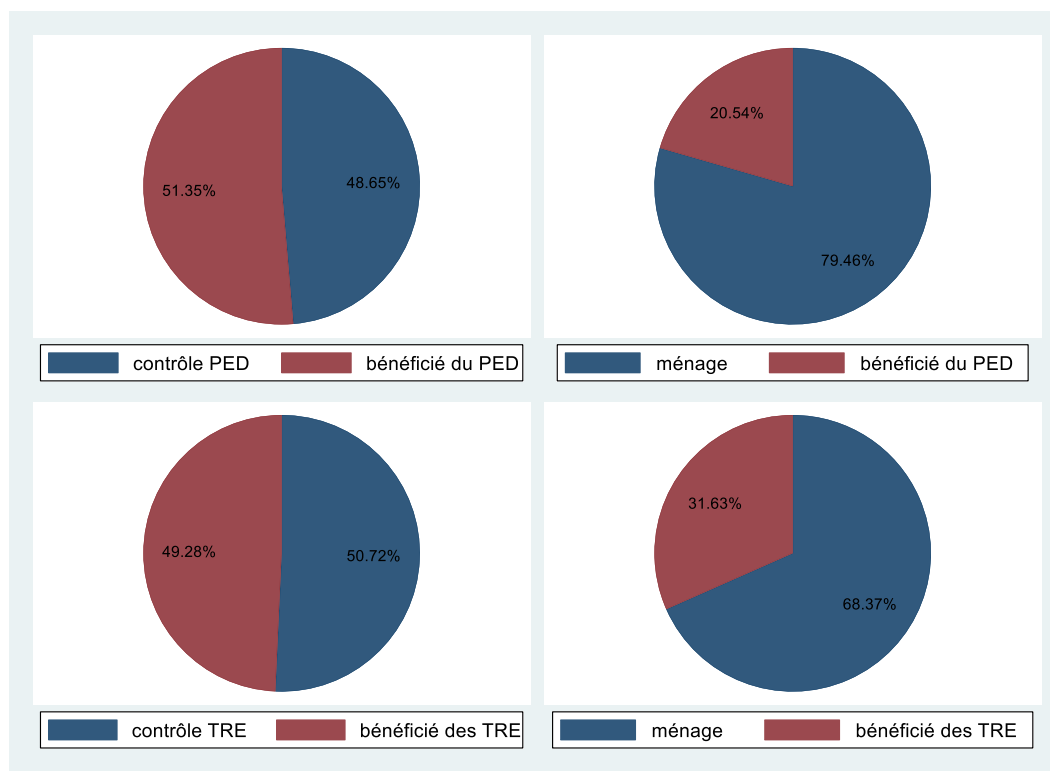 51.35%
48.65%
contrôle PED
bénéficié du PED
20.54%
79.46%
ménage
bénéficié du PED
49.28%
50.72%
contrôle TRE
bénéficié des TRE
31.63%
68.37%
ménage
bénéficié des TRE